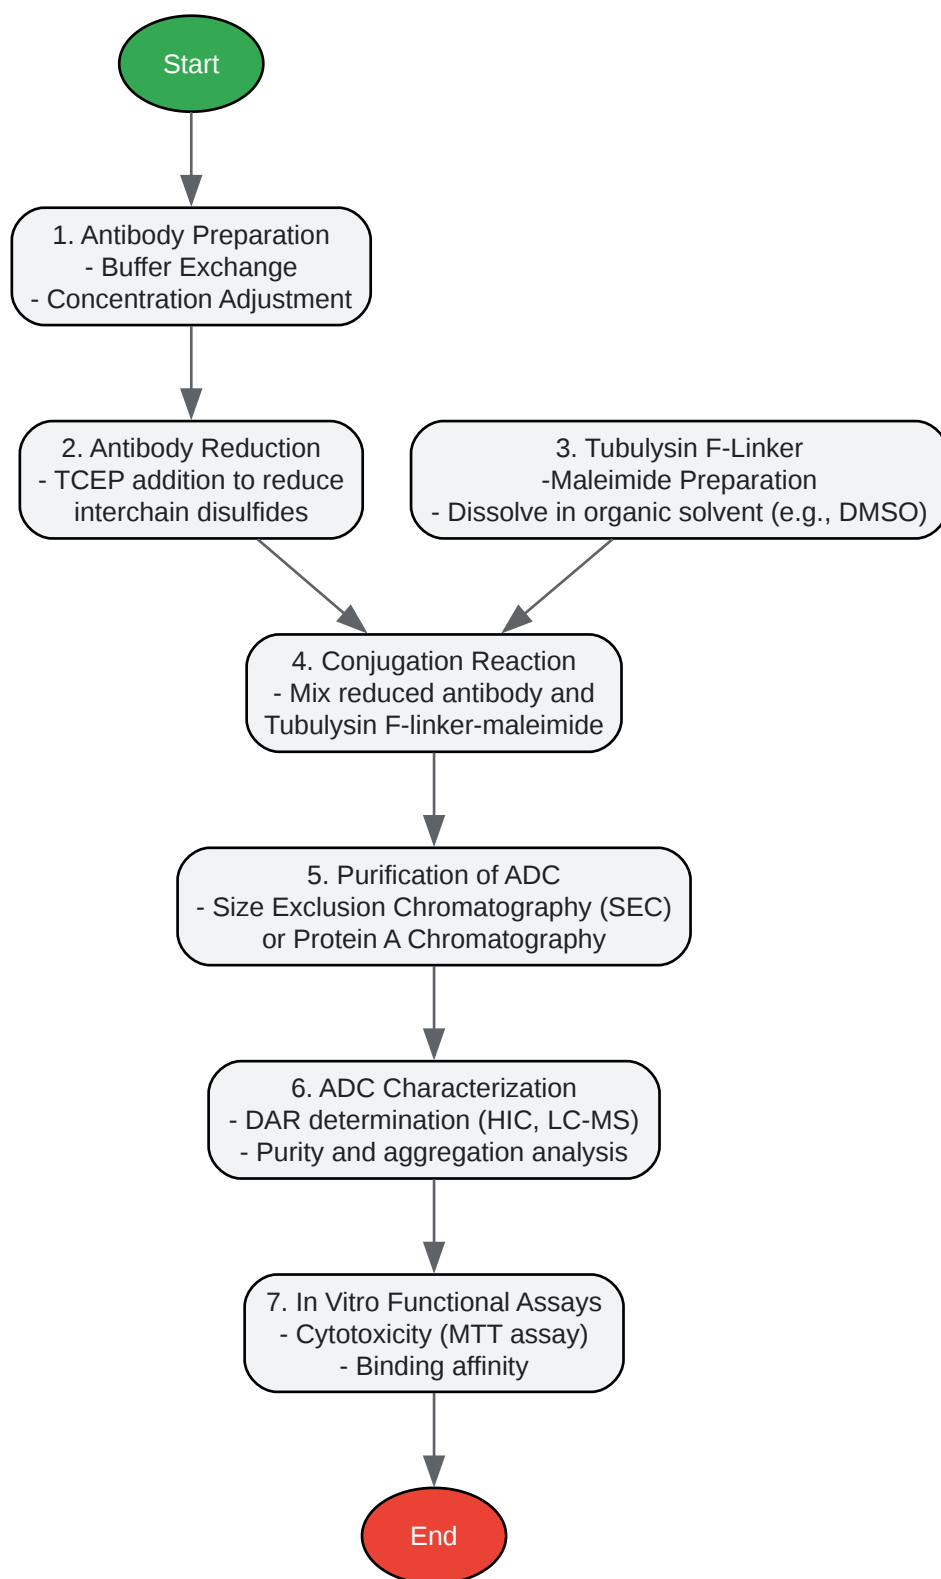 Start
1. Antibody Preparation
- Buffer Exchange
- Concentration Adjustment
2. Antibody Reduction
- TCEP addition to reduce
interchain disulfides
3. Tubulysin F-Linker
-Maleimide Preparation
- Dissolve in organic solvent (e.g., DMSO)
4. Conjugation Reaction
- Mix reduced antibody and
Tubulysin F-linker-maleimide
5. Purification of ADC
- Size Exclusion Chromatography (SEC)
or Protein A Chromatography
6. ADC Characterization
- DAR determination (HIC, LC-MS)
- Purity and aggregation analysis
7. In Vitro Functional Assays
- Cytotoxicity (MTT assay)
- Binding affinity
End